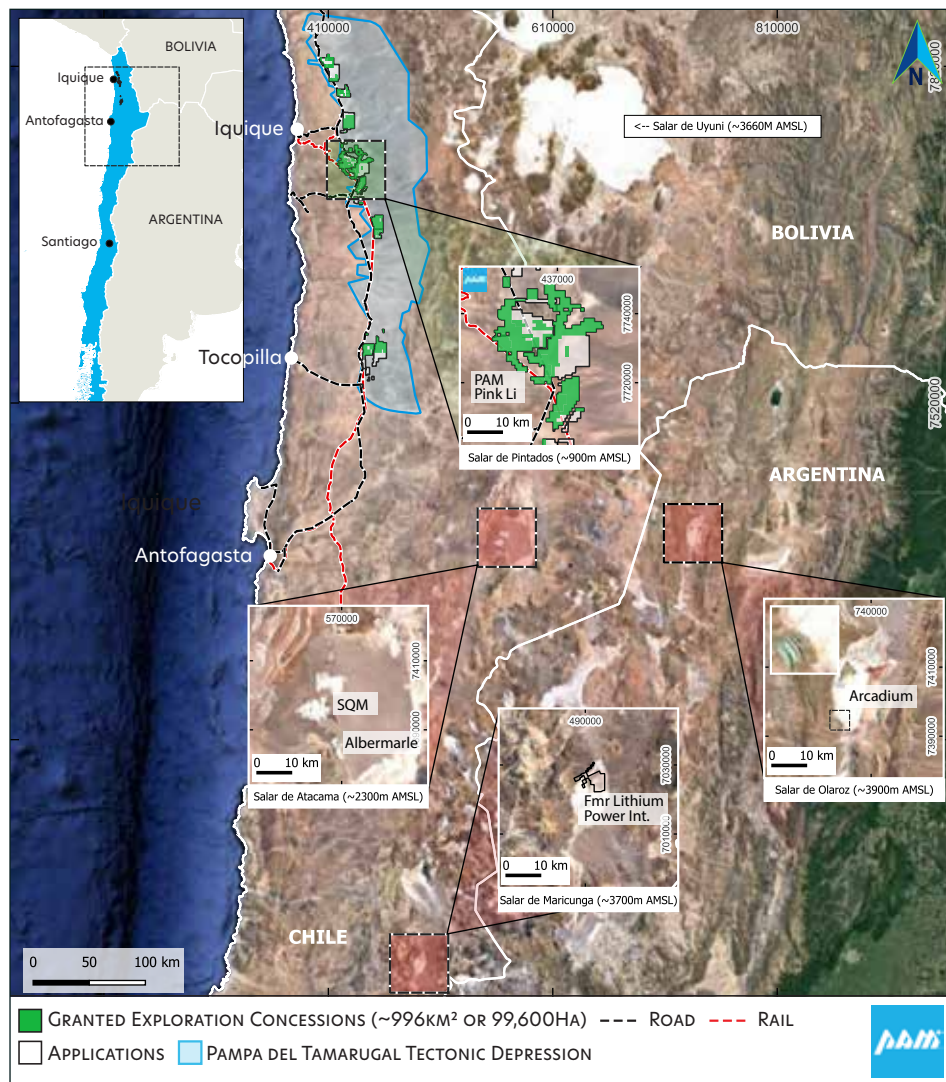 410000
610000
810000
BOLIVIA
Iquique
Antofagasta
ARGENTINA
Santiago
N
Iquique
<-- Salar de Uyuni (~3660M AMSL)
BOLIVIA
437000
7740000
7720000
PAM
Pink Li
0 10 km
Salar de Pintados (~900m AMSL)
Tocopilla
7520000
ARGENTINA
Iquique
Antofagasta
570000
7410000
SQM
Albermarle
0 10 km
Salar de Atacama (~2300m AMSL)
740000
7410000
Arcadium
7390000
0 10 km
Salar de Olaroz (~3900m AMSL)
490000
7030000
Fmr Lithium
Power Int.
7010000
0 10 km
Salar de Maricunga (~3700m AMSL)
CHILE
0 50 100 km
GRANTED EXPLORATION CONCESSIONS (~996KM² OR 99,600HA) ROAD RAIL
APPLICATIONS PAMPA DEL TAMARUGAL TECTONIC DEPRESSION
pam